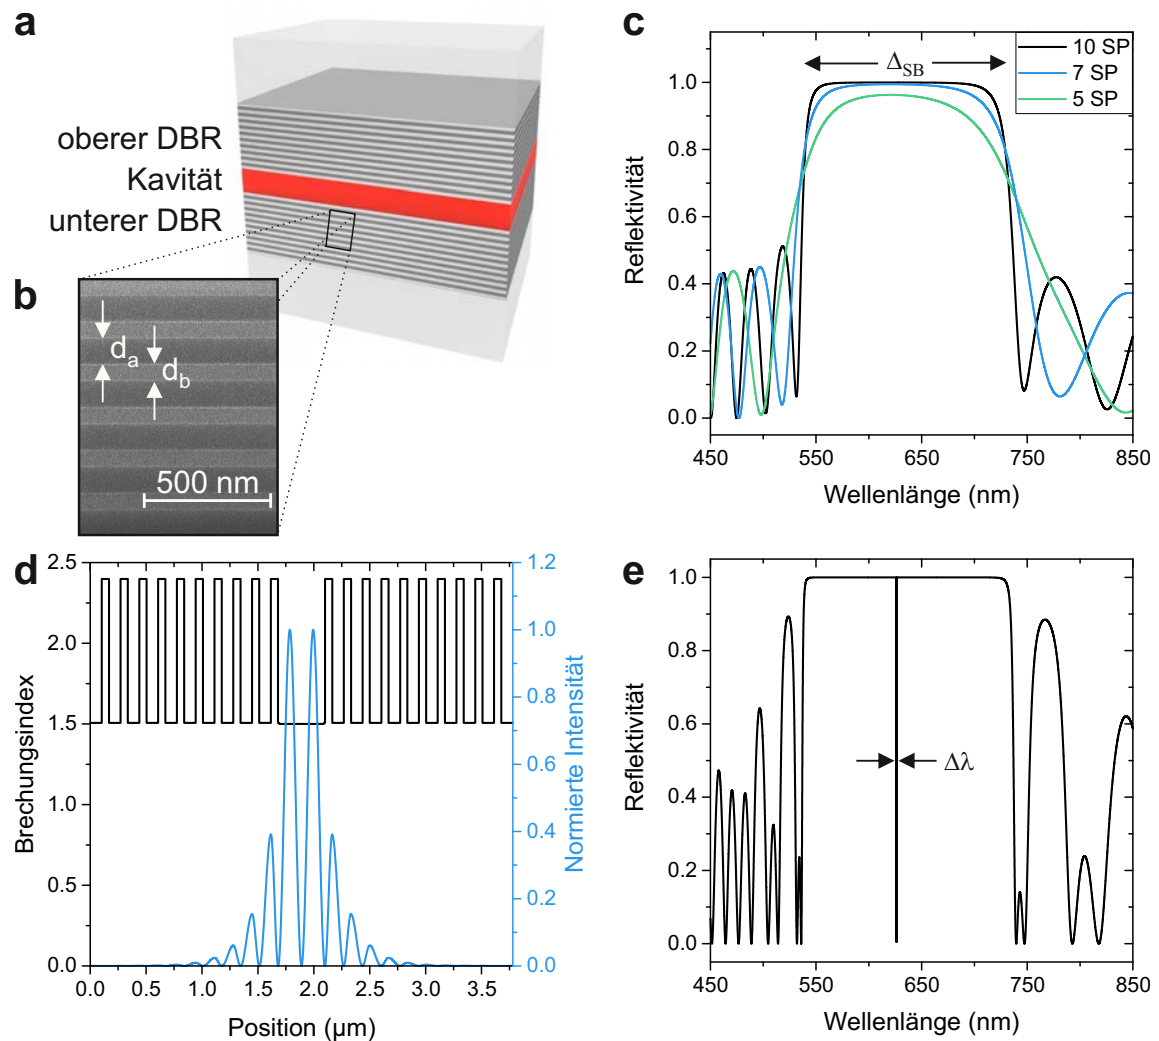 a
oberer DBR
Kavität
unterer DBR
b
da
db
500 nm
c
ΔSB
10 SP
7 SP
5 SP
1.0
0.8
0.6
0.4
0.2
0.0
Reflektivität
450 550 650 750 850
Wellenlänge (nm)
d
2.5
2.0
1.5
1.0
0.5
0.0
Brechungsindex
1.2
1.0
0.8
0.6
0.4
0.2
0.0
Normierte Intensität
0.0 0.5 1.0 1.5 2.0 2.5 3.0 3.5
Position (µm)
e
1.0
0.8
0.6
0.4
0.2
0.0
Reflektivität
Δλ
450 550 650 750 850
Wellenlänge (nm)